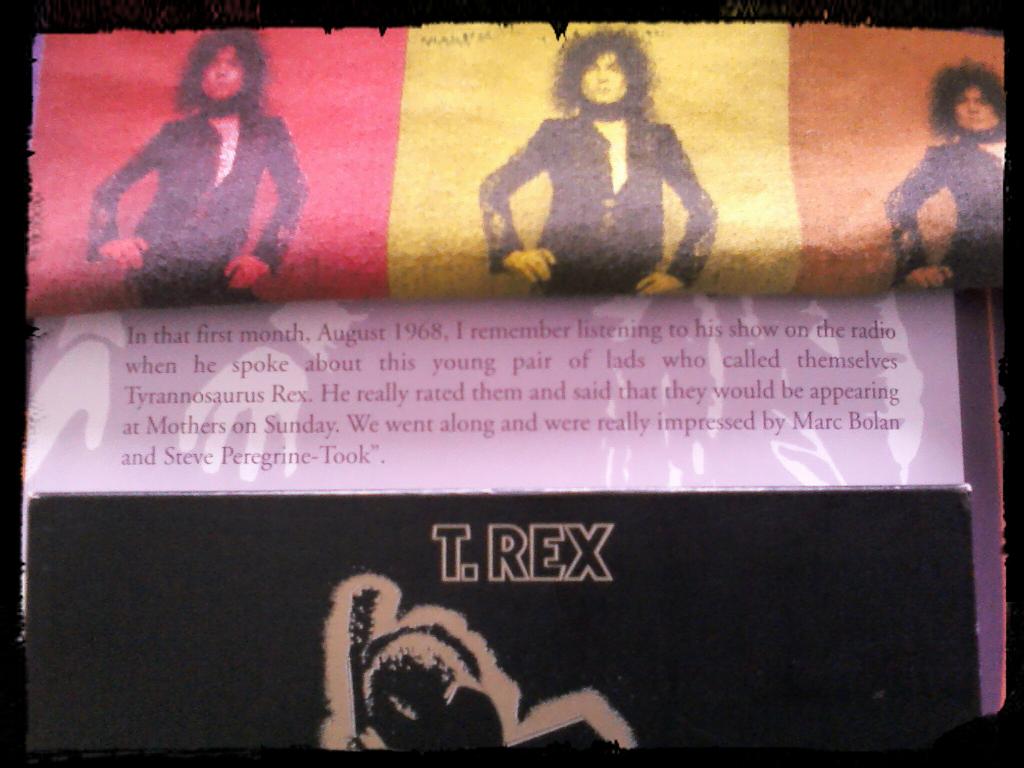 In that first month, August 1968, I remember listening to his show on the radio
when he spoke about this young pair of lads who called themselves
Tyrannosaurus Rex. He really rated them and said that they would be appearing
at Mothers on Sunday. We went along and were really impressed by Marc Bolan
and Steve Peregrine-Took”.
T. REX